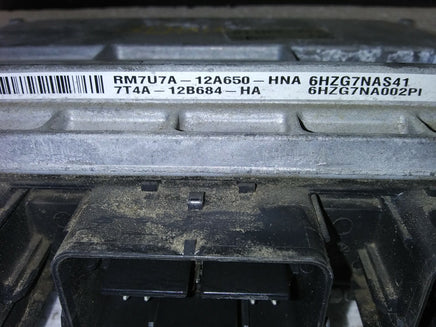 RM7U7A-12A650-HNA 6HZG7NAS41
7T4A-12B684-HA 6HZG7NA002PI